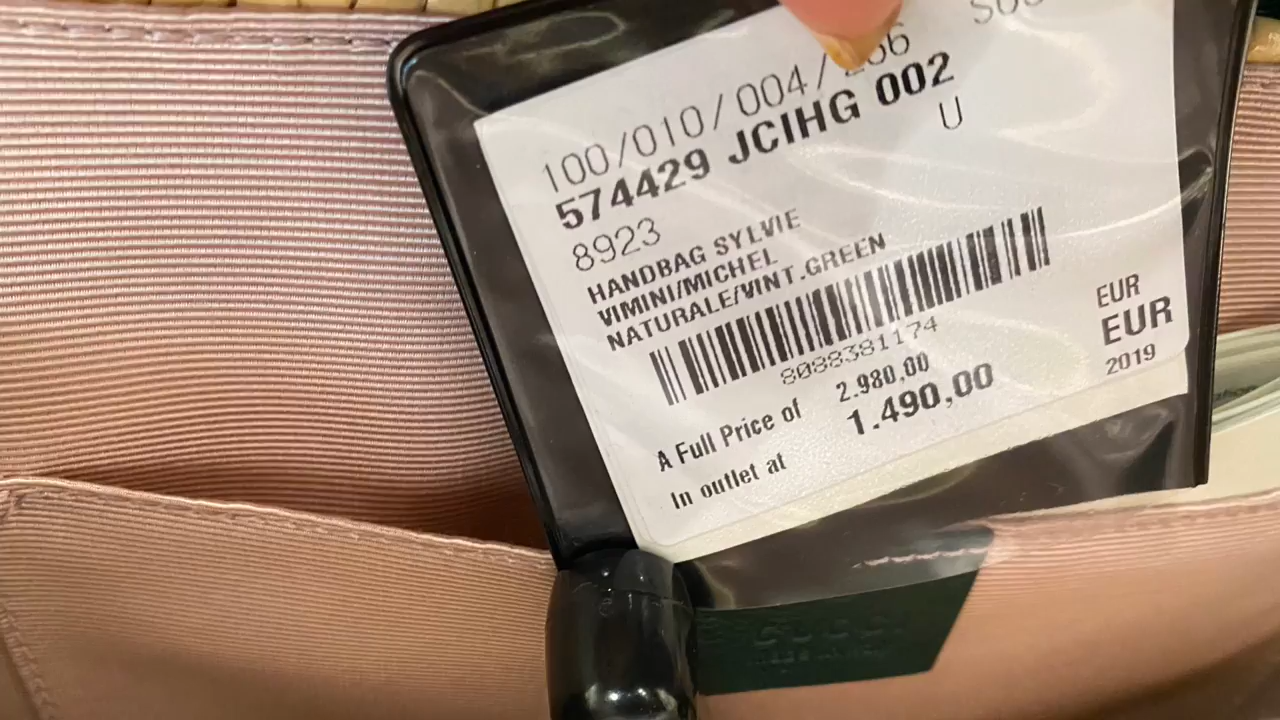 100/010/004/
574429 JCIHG 002
U
8923
HANDBAG SYLVIE
VIMINI/MICHEL
NATURALE/VINT.GREEN
8088381174
EUR
A Full Price of 2.980,00
EUR
In outlet at 1.490,00
2019
GUCCI